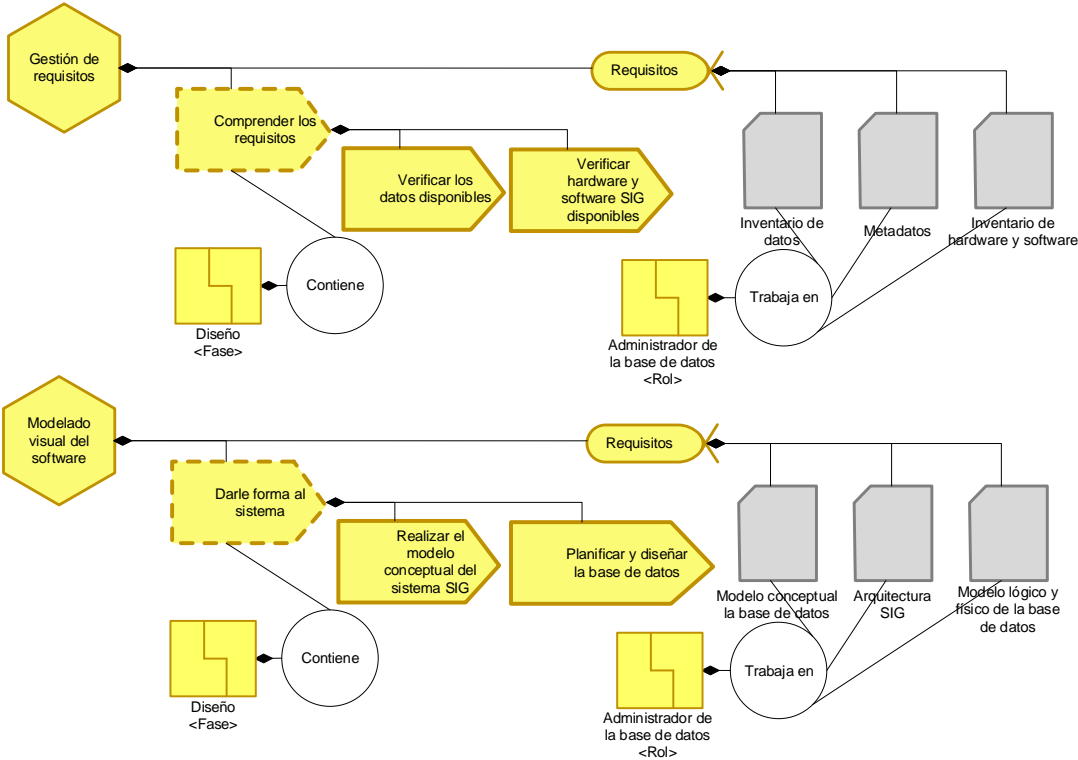 Gestión de
requisitos
Requisitos
Comprender los
requisitos
Verificar los
datos disponibles
Verificar
hardware y
software SIG
disponibles
Inventario de
datos
Metadatos
Inventario de
hardware y software
Contiene
Diseño
<Fase>
Trabaja en
Administrador de
la base de datos
<Rol>
Modelado
visual del
software
Requisitos
Darle forma al
sistema
Realizar el
modelo
conceptual del
sistema SIG
Planificar y diseñar
la base de datos
Modelo conceptual
la base de datos
Arquitectura
SIG
Modelo lógico y
físico de la base
de datos
Contiene
Diseño
<Fase>
Trabaja en
Administrador de
la base de datos
<Rol>